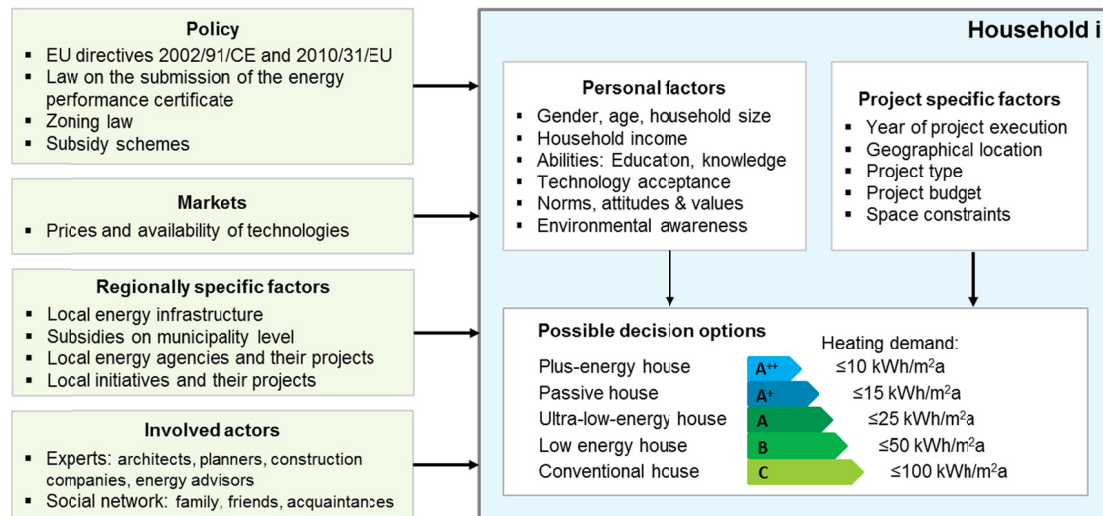 Policy
▪ EU directives 2002/91/CE and 2010/31/EU
▪ Law on the submission of the energy
performance certificate
▪ Zoning law
▪ Subsidy schemes
Markets
▪ Prices and availability of technologies
Regionally specific factors
▪ Local energy infrastructure
▪ Subsidies on municipality level
▪ Local energy agencies and their projects
▪ Local initiatives and their projects
Involved actors
▪ Experts: architects, planners, construction
companies, energy advisors
▪ Social network: family, friends, acquaintances
Household i
Personal factors
▪ Gender, age, household size
▪ Household income
▪ Abilities: Education, knowledge
▪ Technology acceptance
▪ Norms, attitudes & values
▪ Environmental awareness
Project specific factors
▪ Year of project execution
▪ Geographical location
▪ Project type
▪ Project budget
▪ Space constraints
Possible decision options
Heating demand:
Plus-energy house A⁺⁺ ≤10 kWh/m²a
Passive house A⁺ ≤15 kWh/m²a
Ultra-low-energy house A ≤25 kWh/m²a
Low energy house B ≤50 kWh/m²a
Conventional house C ≤100 kWh/m²a